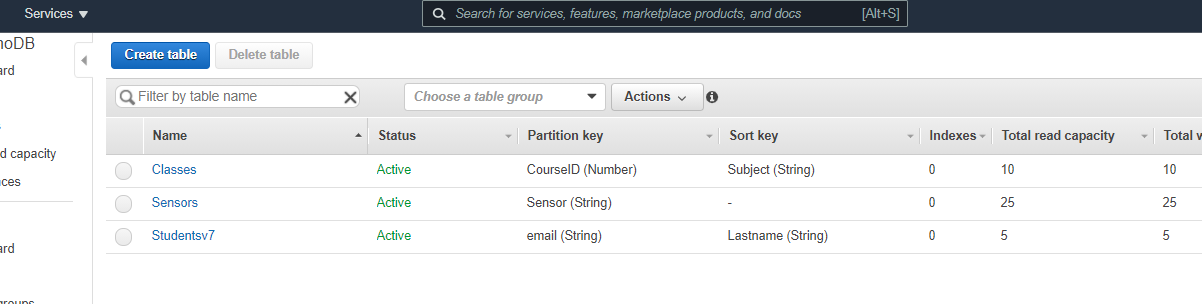 Services
Search for services, features, marketplace products, and docs [Alt+S]
noDB
ard
d capacity
ces
ard
groups
Create table Delete table
Filter by table name Choose a table group Actions
Name Status Partition key Sort key Indexes Total read capacity Total w
Classes Active CourseID (Number) Subject (String) 0 10 10
Sensors Active Sensor (String) - 0 25 25
Studentsv7 Active email (String) Lastname (String) 0 5 5